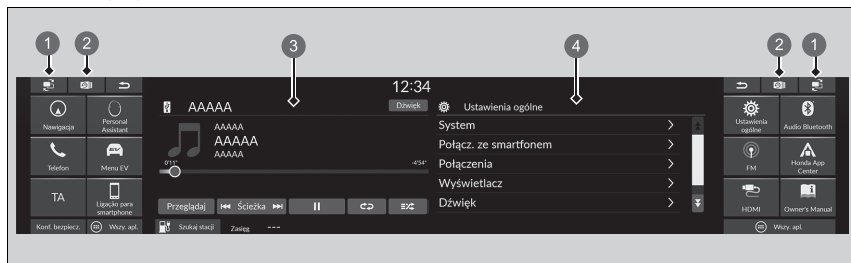 1
2
3
4
2
1
12:34
Nawigacja
Personal
Assistant
Telefon
Menu EV
TA
Ligação para
smartphone
Konf. bezpiecz.
Wszy. apl.
AAAAA
Dźwięk
AAAAA
AAAAA
AAAAA
0'11"
-4'54"
Przeglądaj
Ścieżka
Szukaj stacji
Zasięg ---
Ustawienia ogólne
System
Połącz. ze smartfonem
Połączenia
Wyświetlacz
Dźwięk
Ustawienia
ogólne
Audio Bluetooth
FM
Honda App
Center
HDMI
Owner's Manual
Wszy. apl.